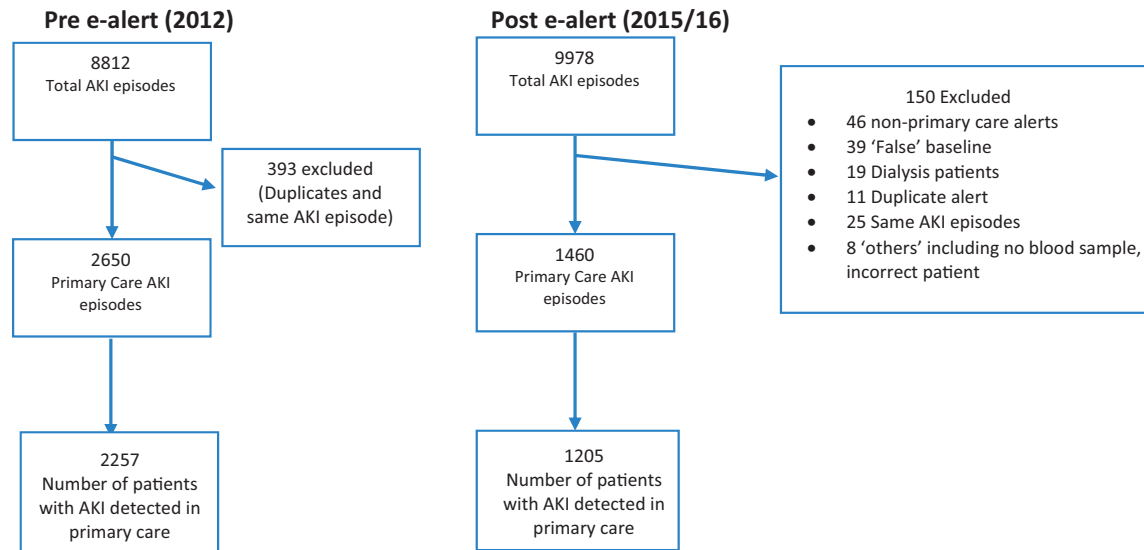 Pre e-alert (2012)
8812
Total AKI episodes
393 excluded
(Duplicates and
same AKI episode)
2650
Primary Care AKI
episodes
2257
Number of patients
with AKI detected in
primary care
Post e-alert (2015/16)
9978
Total AKI episodes
150 Excluded
• 46 non-primary care alerts
• 39 ‘False’ baseline
• 19 Dialysis patients
• 11 Duplicate alert
• 25 Same AKI episodes
• 8 ‘others’ including no blood sample,
incorrect patient
1460
Primary Care AKI
episodes
1205
Number of patients
with AKI detected in
primary care